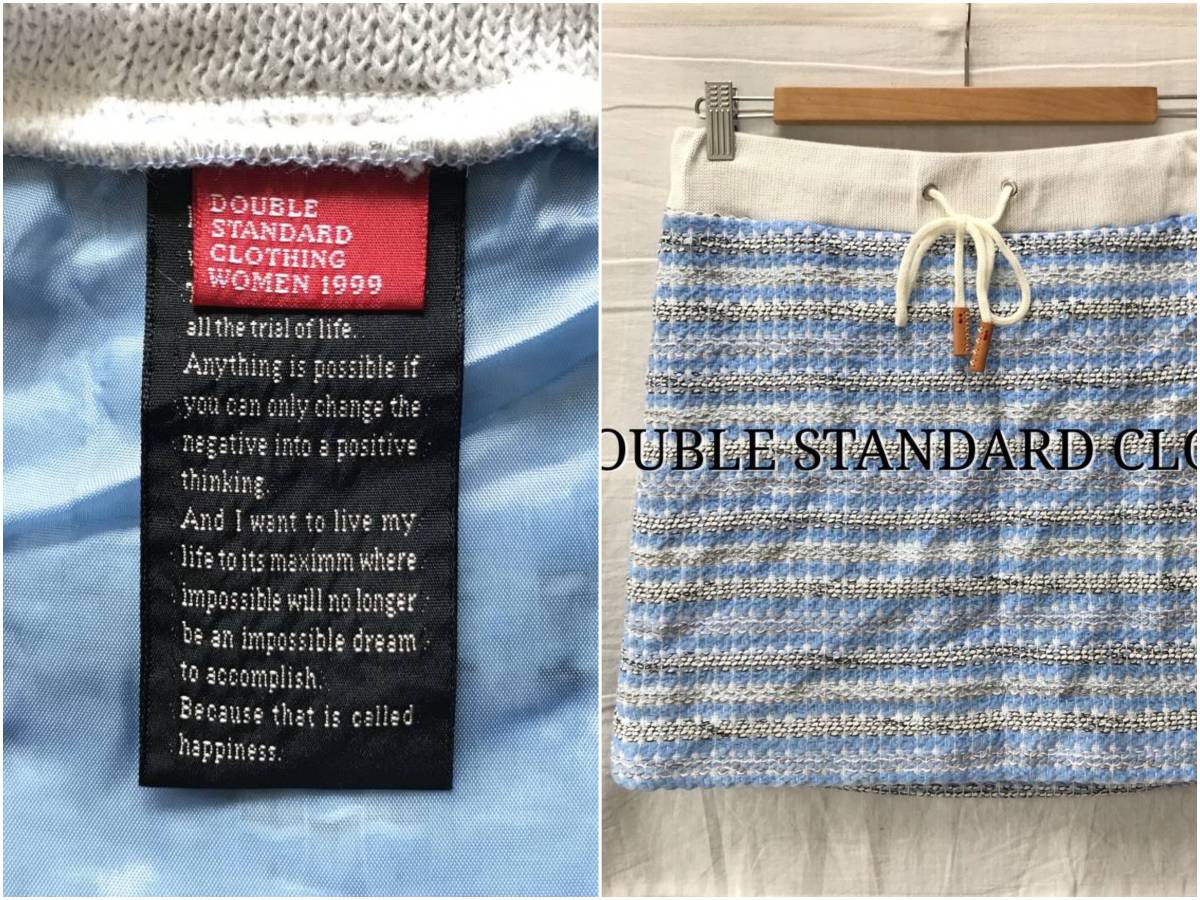 DOUBLE
STANDARD
CLOTHING
WOMEN 1999
all the trial of life.
Anything is possible if
you can only change the
negative into a positive
thinking.
And I want to live my
life to its maximm where
impossible will no longer
be an impossible dream
to accomplish.
Because that is called
happiness.
OUBLE STANDARD CLO